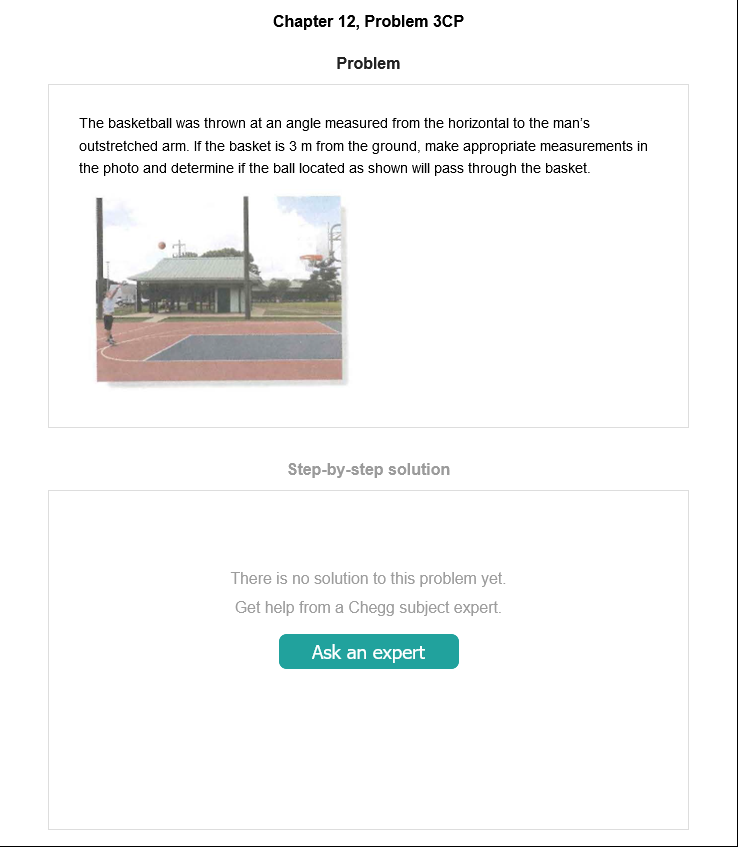 Chapter 12, Problem 3CP
Problem
The basketball was thrown at an angle measured from the horizontal to the man's
outstretched arm. If the basket is 3 m from the ground, make appropriate measurements in
the photo and determine if the ball located as shown will pass through the basket.
Step-by-step solution
There is no solution to this problem yet.
Get help from a Chegg subject expert.
Ask an expert